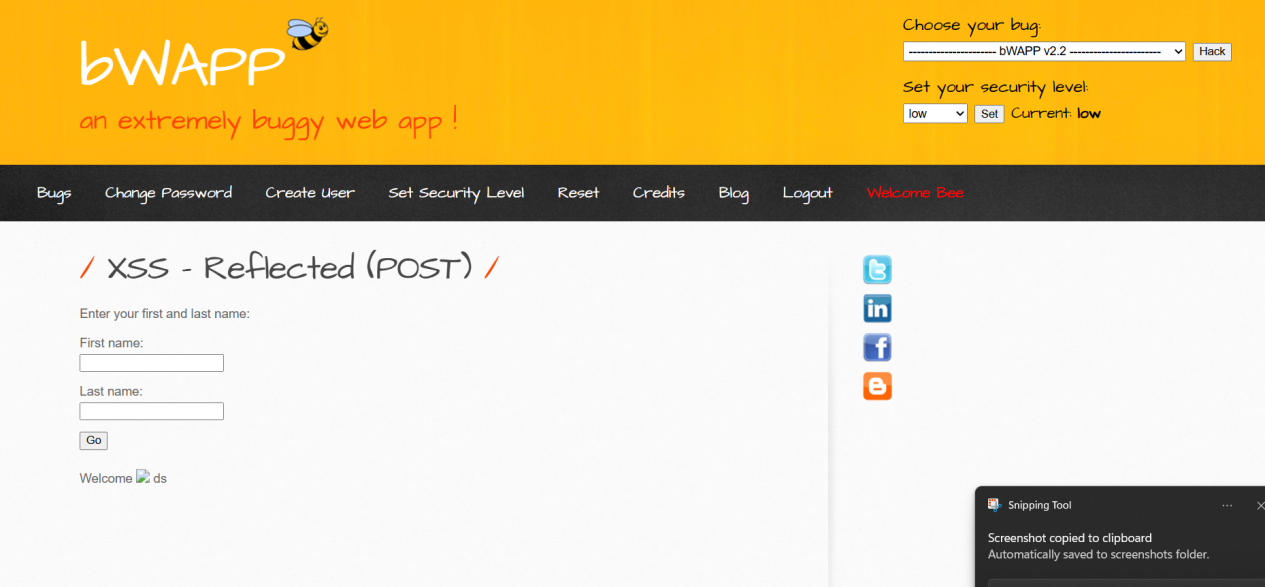 bWAPP
an extremely buggy web app !
Choose your bug:
---------------------- bWAPP v2.2 ----------------------
Hack
Set your security level:
low
Set
Current: low
Bugs
Change Password
Create User
Set Security Level
Reset
Credits
Blog
Logout
Welcome Bee
/ XSS - Reflected (POST) /
Enter your first and last name:
First name:
Last name:
Go
Welcome ds
Snipping Tool
Screenshot copied to clipboard
Automatically saved to screenshots folder.